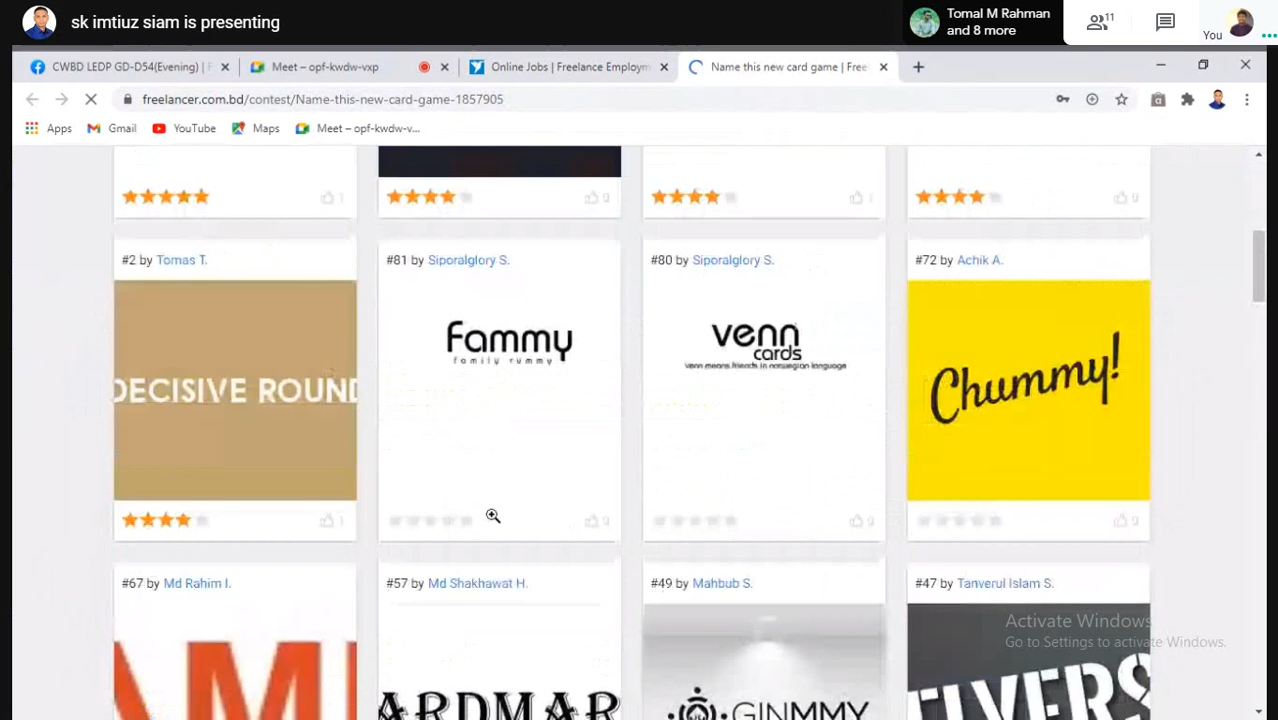 sk imtiuz siam is presenting
Tomal M Rahman
and 8 more
11
You
CWBD LEDP GD-D54(Evening) | F
Meet – opf-kwdw-vxp
Online Jobs | Freelance Employm
Name this new card game | Free
freelancer.com.bd/contest/Name-this-new-card-game-1857905
Apps
Gmail
YouTube
Maps
Meet – opf-kwdw-v...
1
0
1
0
#2 by Tomas T.
#81 by Siporalglory S.
#80 by Siporalglory S.
#72 by Achik A.
DECISIVE ROUND
Fammy
family rummy
venn
cards
venn means friends in norwegian language
Chummy!
1
0
0
0
#67 by Md Rahim I.
#57 by Md Shakhawat H.
#49 by Mahbub S.
#47 by Tanverul Islam S.
AMI
ARDMAR
GINMMY
Activate Windows
Go to Settings to activate Windows.